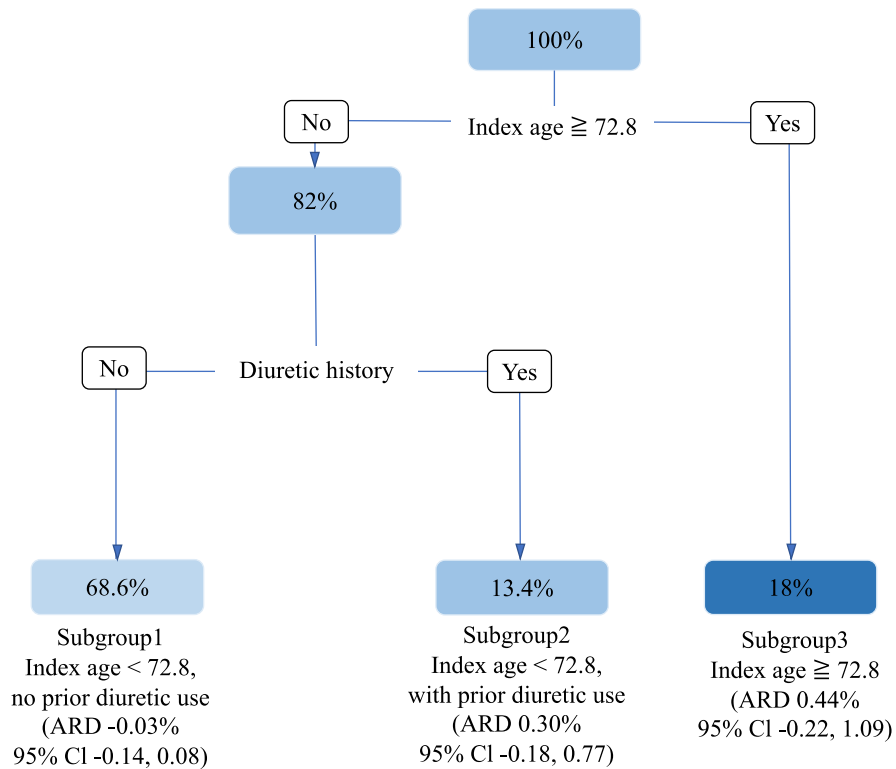 100%
No
Index age ≧ 72.8
Yes
82%
No
Diuretic history
Yes
68.6%
Subgroup1
Index age < 72.8,
no prior diuretic use
(ARD -0.03%
95% Cl -0.14, 0.08)
13.4%
Subgroup2
Index age < 72.8,
with prior diuretic use
(ARD 0.30%
95% Cl -0.18, 0.77)
18%
Subgroup3
Index age ≧ 72.8
(ARD 0.44%
95% Cl -0.22, 1.09)